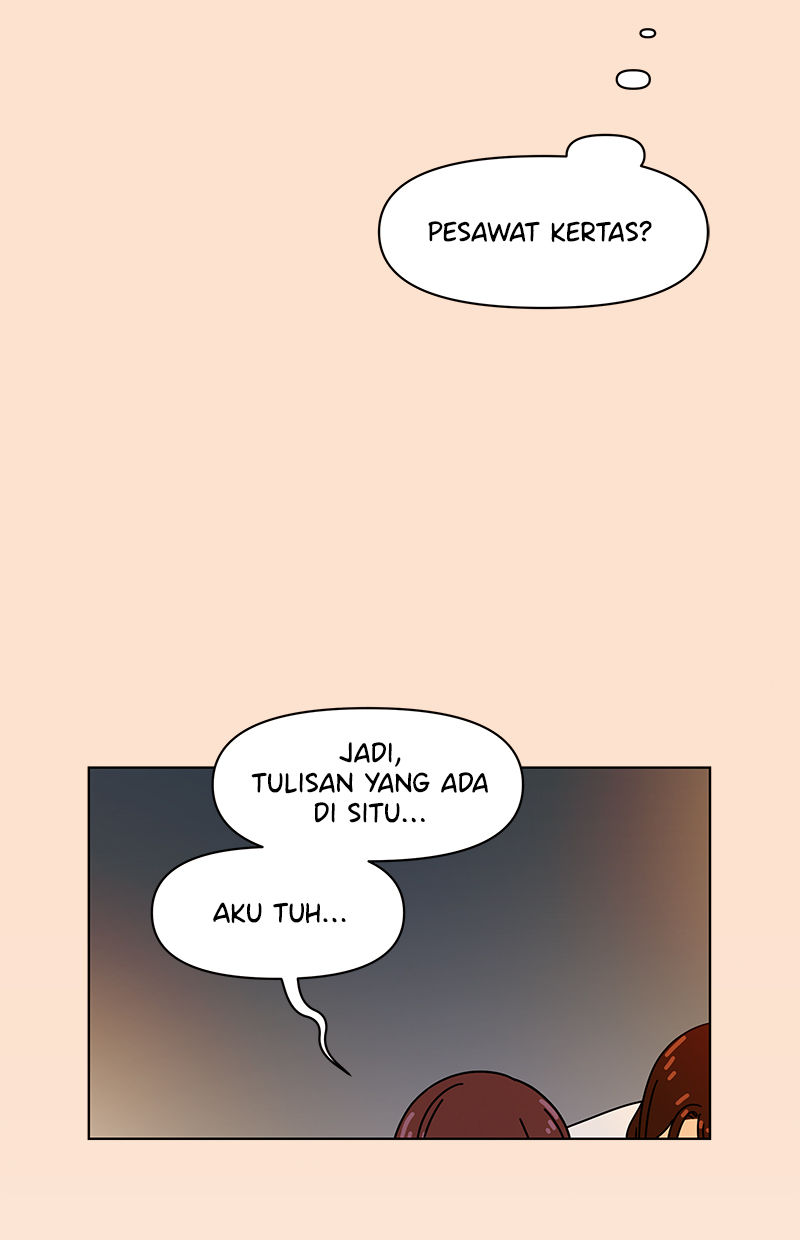 PESAWAT KERTAS?
JADI,
TULISAN YANG ADA
DI SITU...
AKU TUH...